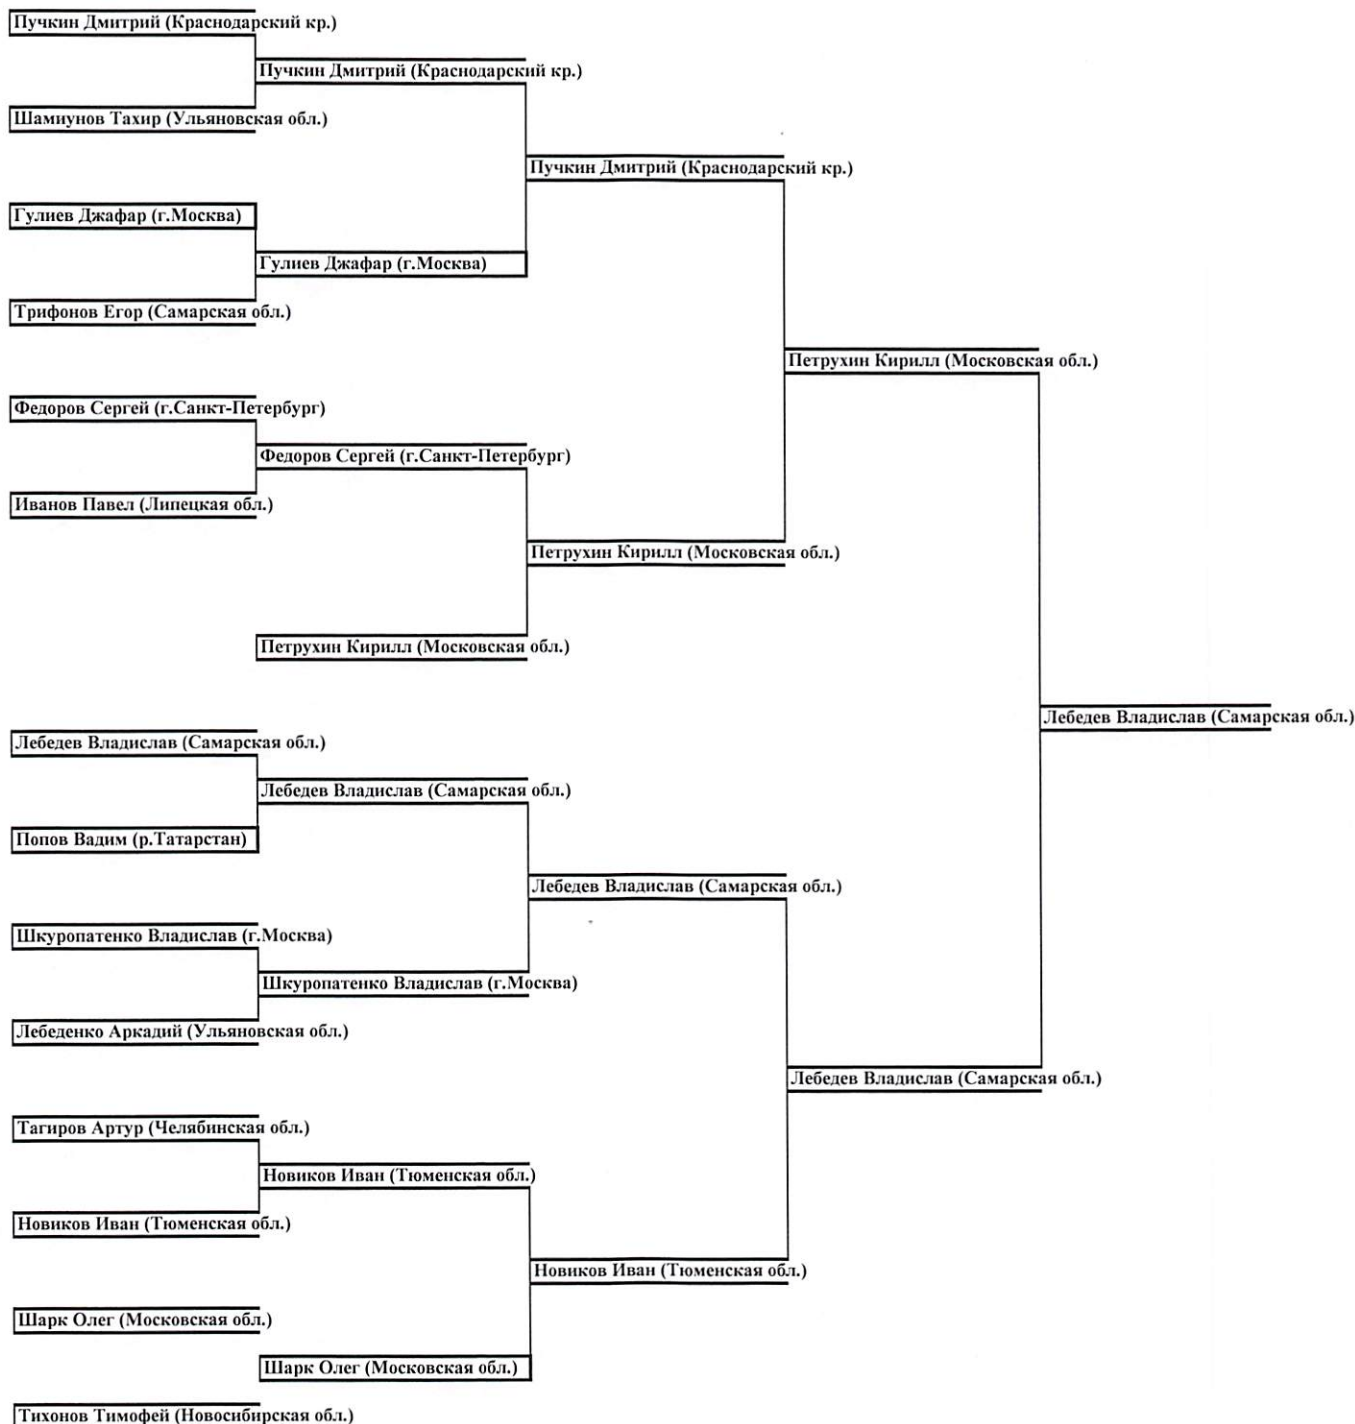 Пучкин Дмитрий (Краснодарский кр.)
Пучкин Дмитрий (Краснодарский кр.)
Шамиунов Тахир (Ульяновская обл.)
Пучкин Дмитрий (Краснодарский кр.)
Гулиев Джафар (г.Москва)
Гулиев Джафар (г.Москва)
Трифонов Егор (Самарская обл.)
Петрухин Кирилл (Московская обл.)
Федоров Сергей (г.Санкт-Петербург)
Федоров Сергей (г.Санкт-Петербург)
Иванов Павел (Липецкая обл.)
Петрухин Кирилл (Московская обл.)
Петрухин Кирилл (Московская обл.)
Лебедев Владислав (Самарская обл.)
Лебедев Владислав (Самарская обл.)
Лебедев Владислав (Самарская обл.)
Попов Вадим (р.Татарстан)
Лебедев Владислав (Самарская обл.)
Шкуропатенко Владислав (г.Москва)
Шкуропатенко Владислав (г.Москва)
Лебеденко Аркадий (Ульяновская обл.)
Лебедев Владислав (Самарская обл.)
Тагиров Артур (Челябинская обл.)
Новиков Иван (Тюменская обл.)
Новиков Иван (Тюменская обл.)
Новиков Иван (Тюменская обл.)
Шарк Олег (Московская обл.)
Шарк Олег (Московская обл.)
Тихонов Тимофей (Новосибирская обл.)